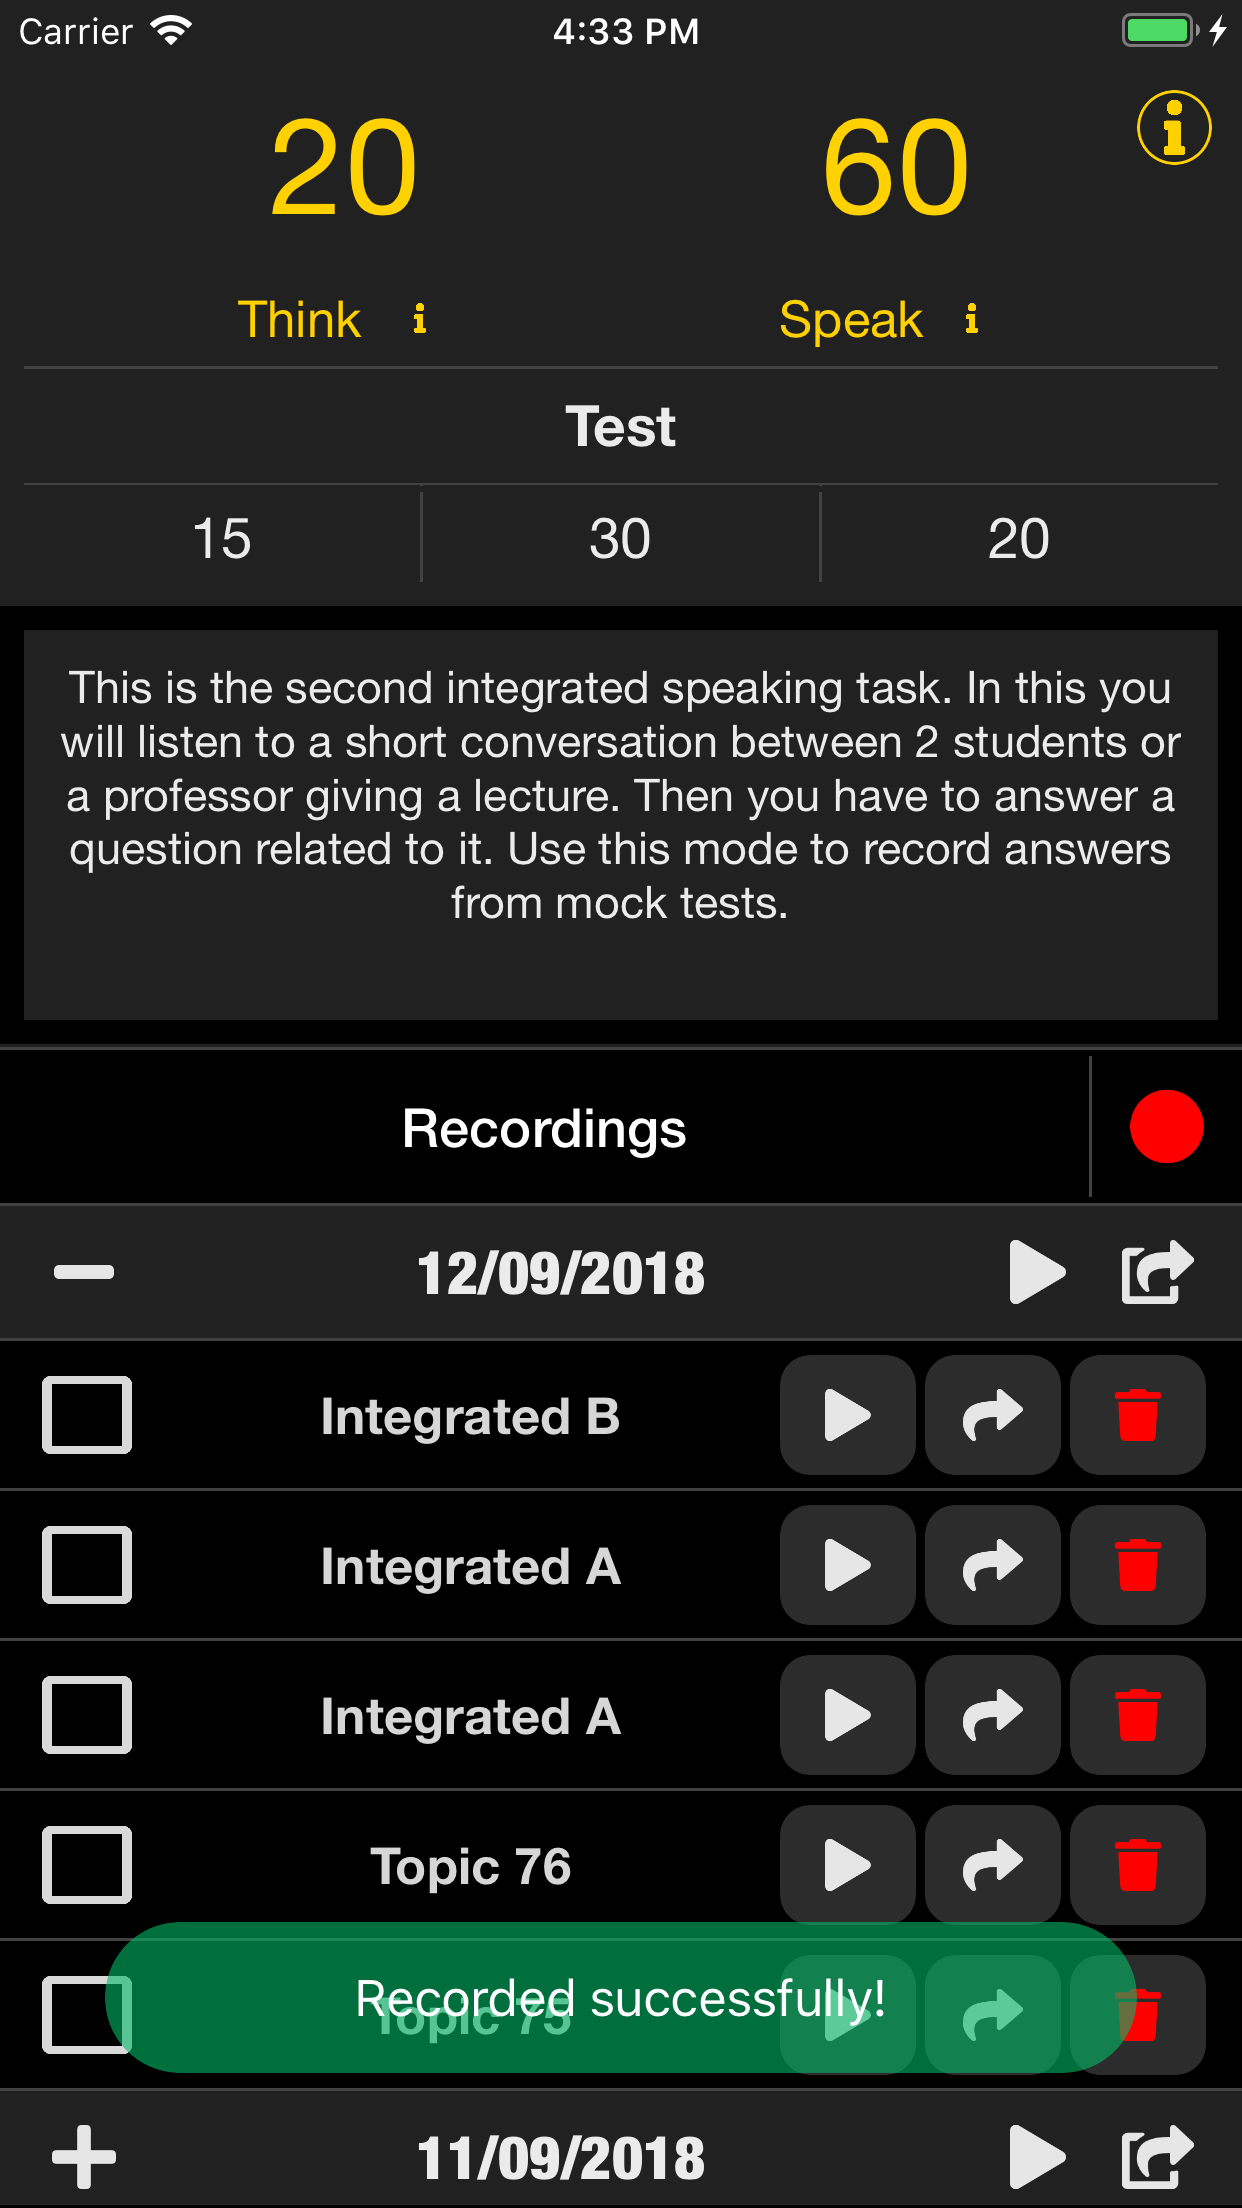 Carrier 4:33 PM
20 60
Think Speak
Test
15 30 20
This is the second integrated speaking task. In this you
will listen to a short conversation between 2 students or
a professor giving a lecture. Then you have to answer a
question related to it. Use this mode to record answers
from mock tests.
Recordings
12/09/2018
Integrated B
Integrated A
Integrated A
Topic 76
Recorded successfully!
Topic 75
11/09/2018